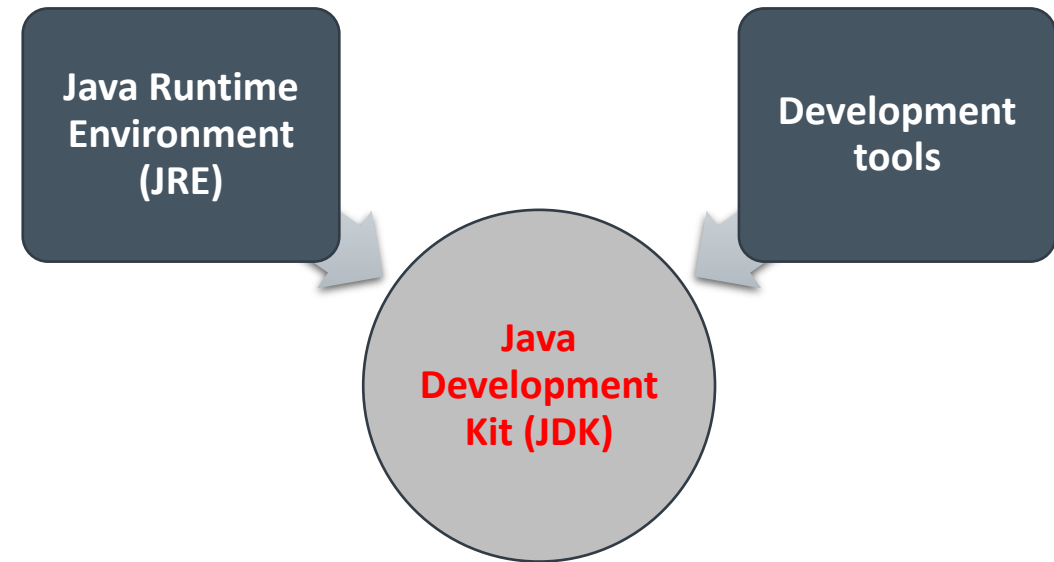 Java Runtime
Environment
(JRE)
Development
tools
Java
Development
Kit (JDK)